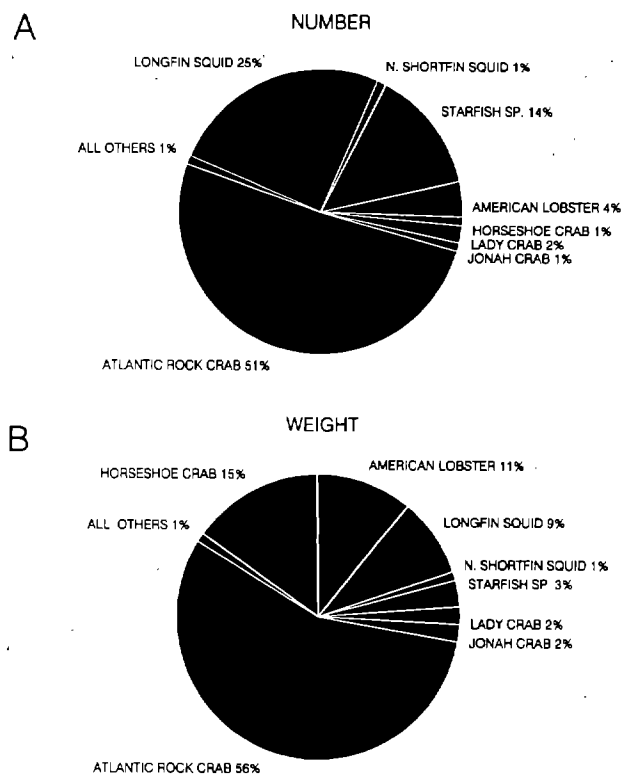 A
NUMBER
LONGFIN SQUID 25%
N. SHORTFIN SQUID 1%
STARFISH SP. 14%
ALL OTHERS 1%
AMERICAN LOBSTER 4%
HORSESHOE CRAB 1%
LADY CRAB 2%
JONAH CRAB 1%
ATLANTIC ROCK CRAB 51%
B
WEIGHT
HORSESHOE CRAB 15%
AMERICAN LOBSTER 11%
ALL OTHERS 1%
LONGFIN SQUID 9%
N. SHORTFIN SQUID 1%
STARFISH SP 3%
LADY CRAB 2%
JONAH CRAB 2%
ATLANTIC ROCK CRAB 56%